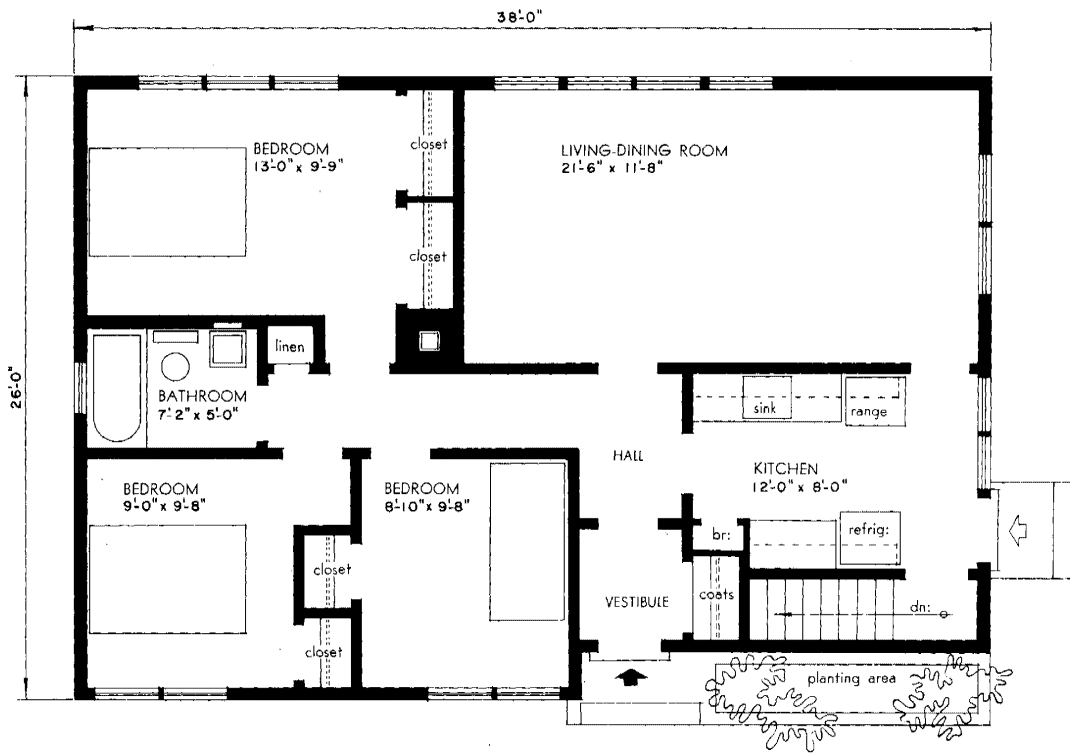 38'-0"
BEDROOM
13'-0" x 9'-9"
closet
closet
LIVING-DINING ROOM
21'-6" x 11'-8"
26'-0"
linen
BATHROOM
7'-2" x 5'-0"
sink
range
HALL
KITCHEN
12'-0" x 8'-0"
BEDROOM
9'-0" x 9'-8"
BEDROOM
8'-10" x 9'-8"
br:
refrig:
closet
closet
VESTIBULE
coats
dn:
planting area